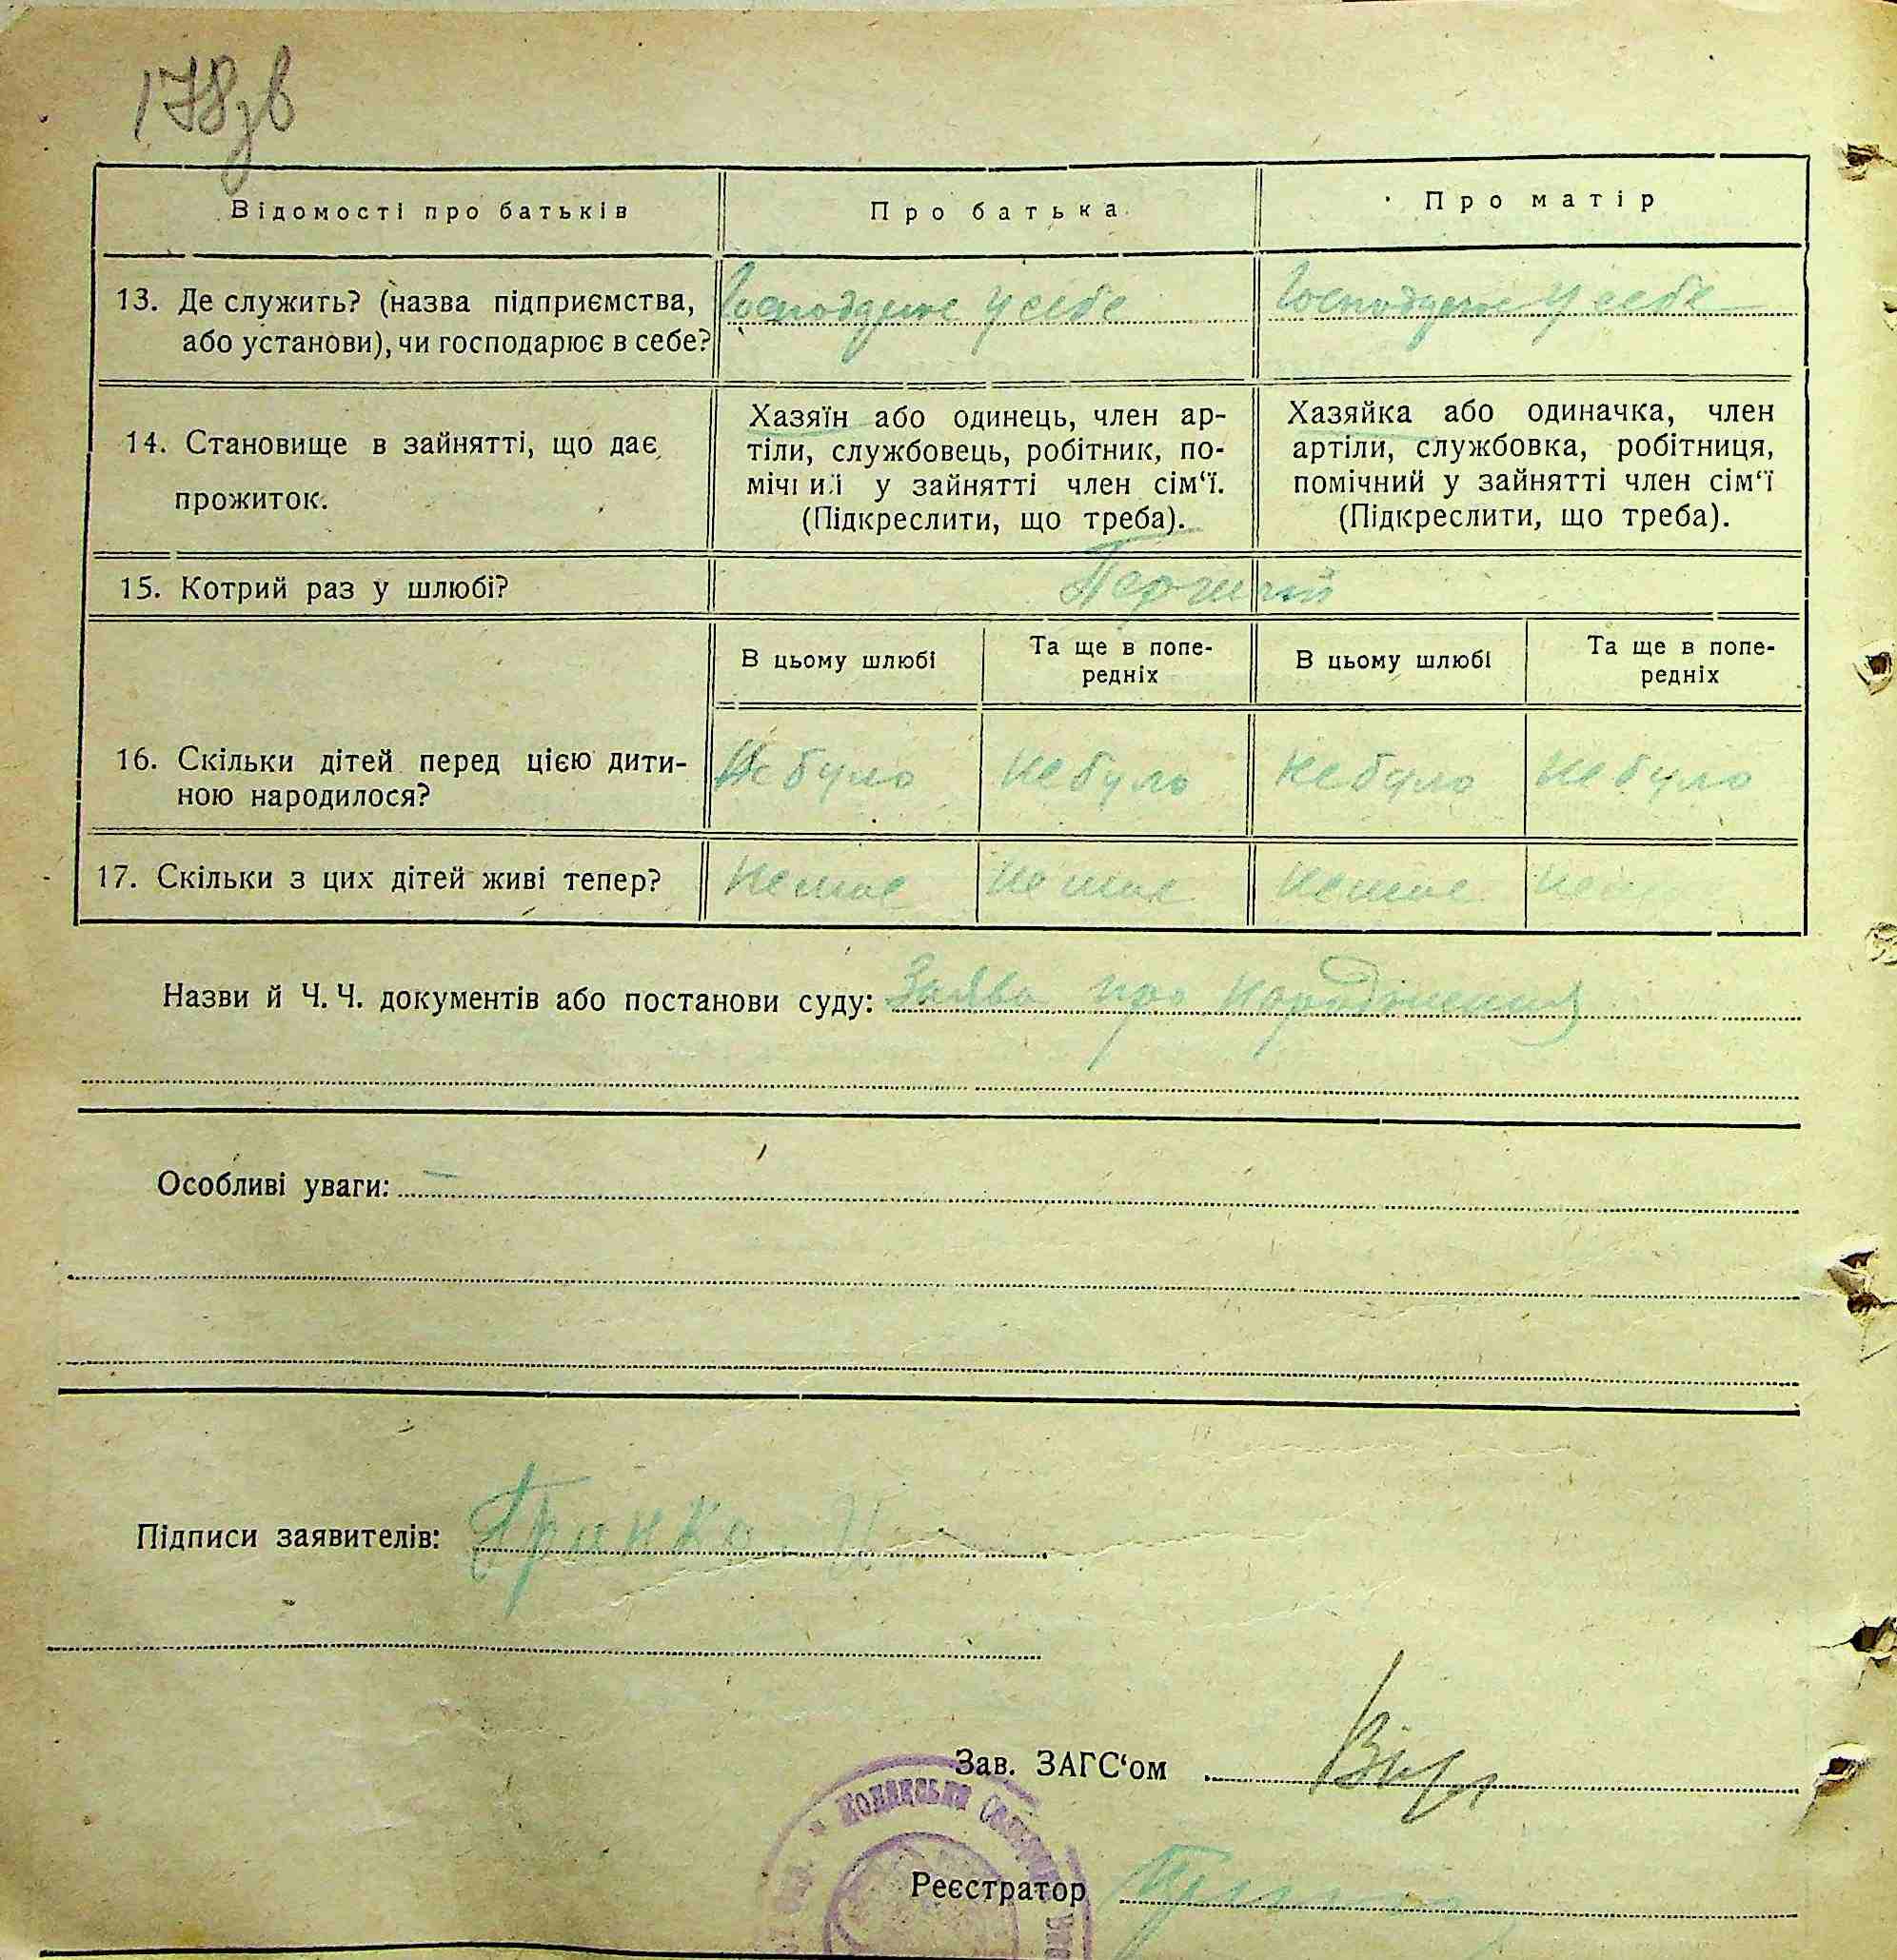 178зв
Відомості про батьків
Про батька
Про матір
13. Де служить? (назва підприємства,
або установи), чи господарює в себе?
Господарює у себе
Господарює у себе
14. Становище в зайнятті, що дає
прожиток.
Хазяїн або одинець, член ар-
тіли, службовець, робітник, по-
мічний у зайнятті член сім‘ї.
(Підкреслити, що треба).
Хазяйка або одиначка, член
артіли, службовка, робітниця,
помічний у зайнятті член сім‘ї
(Підкреслити, що треба).
15. Котрий раз у шлюбі?
Перший
В цьому шлюбі
Та ще в попе-
редніх
В цьому шлюбі
Та ще в попе-
редніх
16. Скільки дітей перед цією дити-
ною народилося?
Не було
не було
не було
не було
17. Скільки з цих дітей живі тепер?
Немає
немає
немає
немає
Назви й Ч. Ч. документів або постанови суду: Заява про народження
Особливі уваги: —
Підписи заявителів: Гринко
Зав. ЗАГС‘ом
Реєстратор